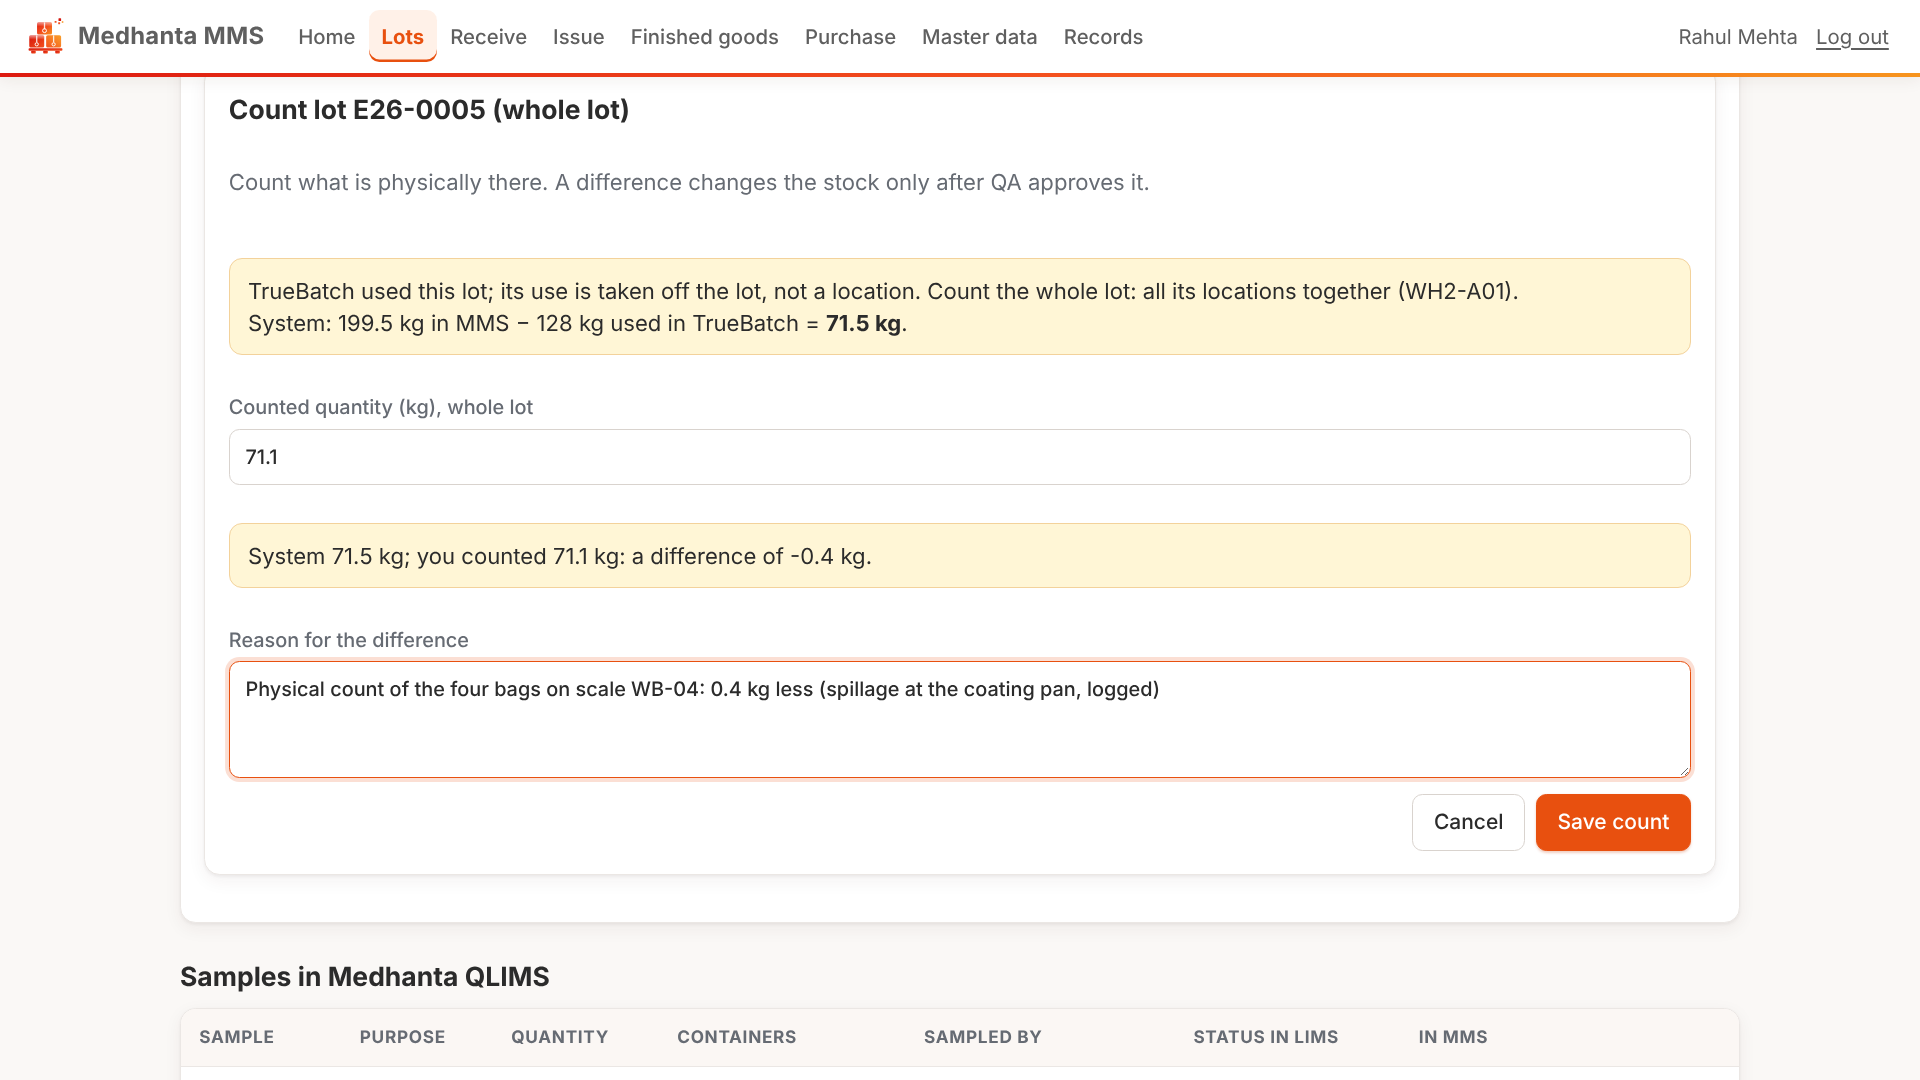 Medhanta MMS
Home
Lots
Receive
Issue
Finished goods
Purchase
Master data
Records
Rahul Mehta
Log out
Count lot E26-0005 (whole lot)
Count what is physically there. A difference changes the stock only after QA approves it.
TrueBatch used this lot; its use is taken off the lot, not a location. Count the whole lot: all its locations together (WH2-A01).
System: 199.5 kg in MMS − 128 kg used in TrueBatch = 71.5 kg.
Counted quantity (kg), whole lot
71.1
System 71.5 kg; you counted 71.1 kg: a difference of -0.4 kg.
Reason for the difference
Physical count of the four bags on scale WB-04: 0.4 kg less (spillage at the coating pan, logged)
Cancel
Save count
Samples in Medhanta QLIMS
SAMPLE
PURPOSE
QUANTITY
CONTAINERS
SAMPLED BY
STATUS IN LIMS
IN MMS